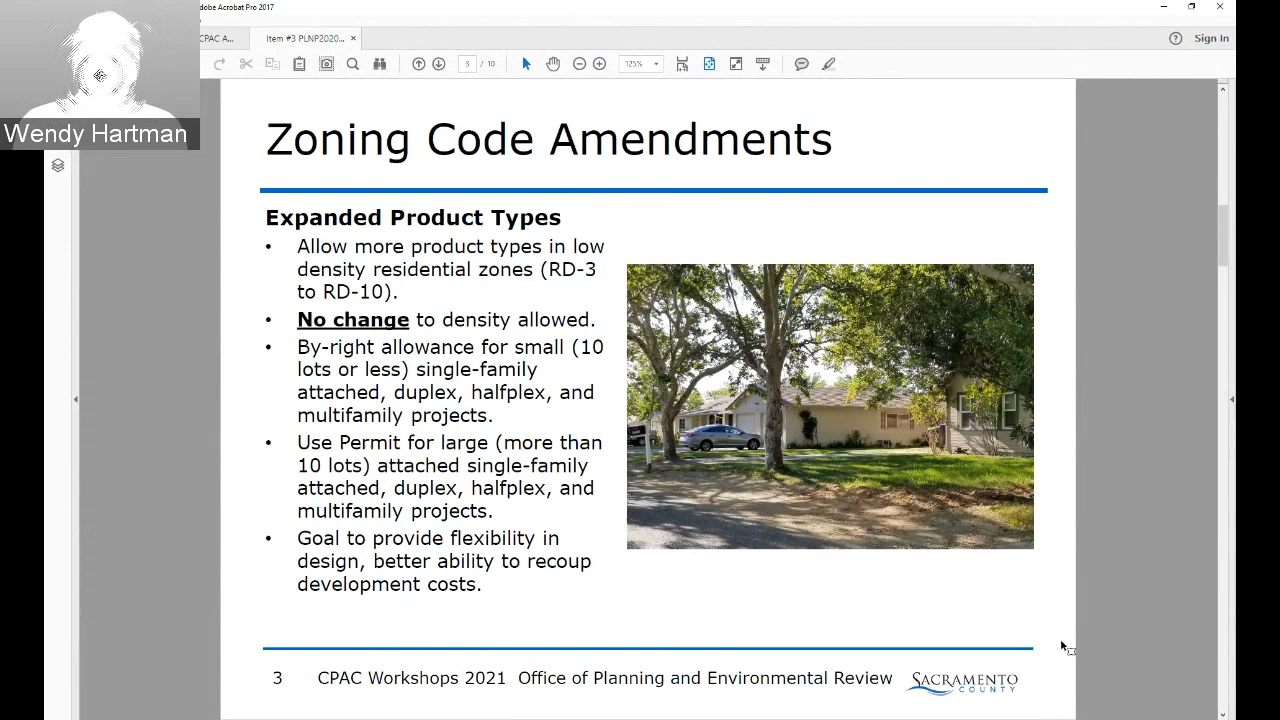 dobe Acrobat Pro 2017
CPAC A...
Item #3 PLNP2020... ×
Sign In
3 / 10
125%
Wendy Hartman
Zoning Code Amendments
Expanded Product Types
• Allow more product types in low
density residential zones (RD-3
to RD-10).
• No change to density allowed.
• By-right allowance for small (10
lots or less) single-family
attached, duplex, halfplex, and
multifamily projects.
• Use Permit for large (more than
10 lots) attached single-family
attached, duplex, halfplex, and
multifamily projects.
• Goal to provide flexibility in
design, better ability to recoup
development costs.
3 CPAC Workshops 2021 Office of Planning and Environmental Review
SACRAMENTO
COUNTY